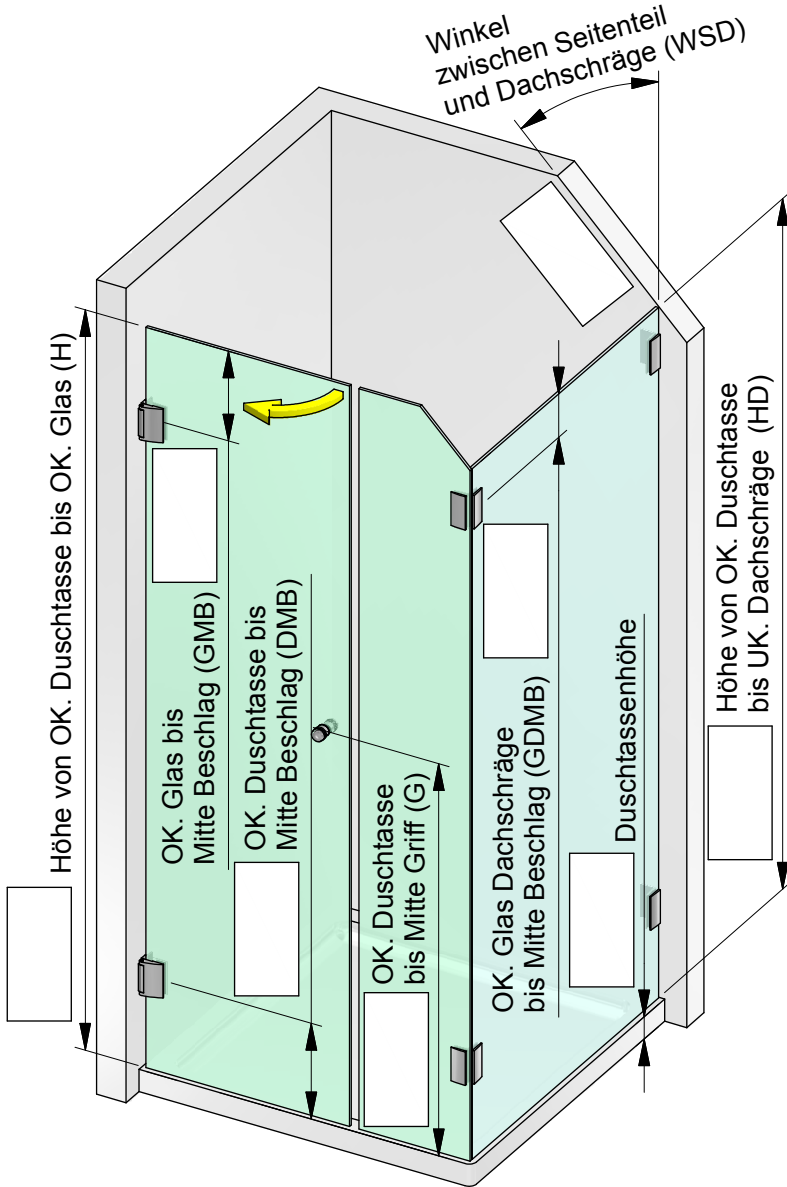 Winkel
zwischen Seitenteil
und Dachschräge (WSD)
Höhe von OK. Duschtasse bis OK. Glas (H)
OK. Glas bis
Mitte Beschlag (GMB)
OK. Duschtasse bis
Mitte Beschlag (DMB)
OK. Duschtasse
bis Mitte Griff (G)
OK. Glas Dachschräge
bis Mitte Beschlag (GDMB)
Duschtassenhöhe
Höhe von OK. Duschtasse
bis UK. Dachschräge (HD)